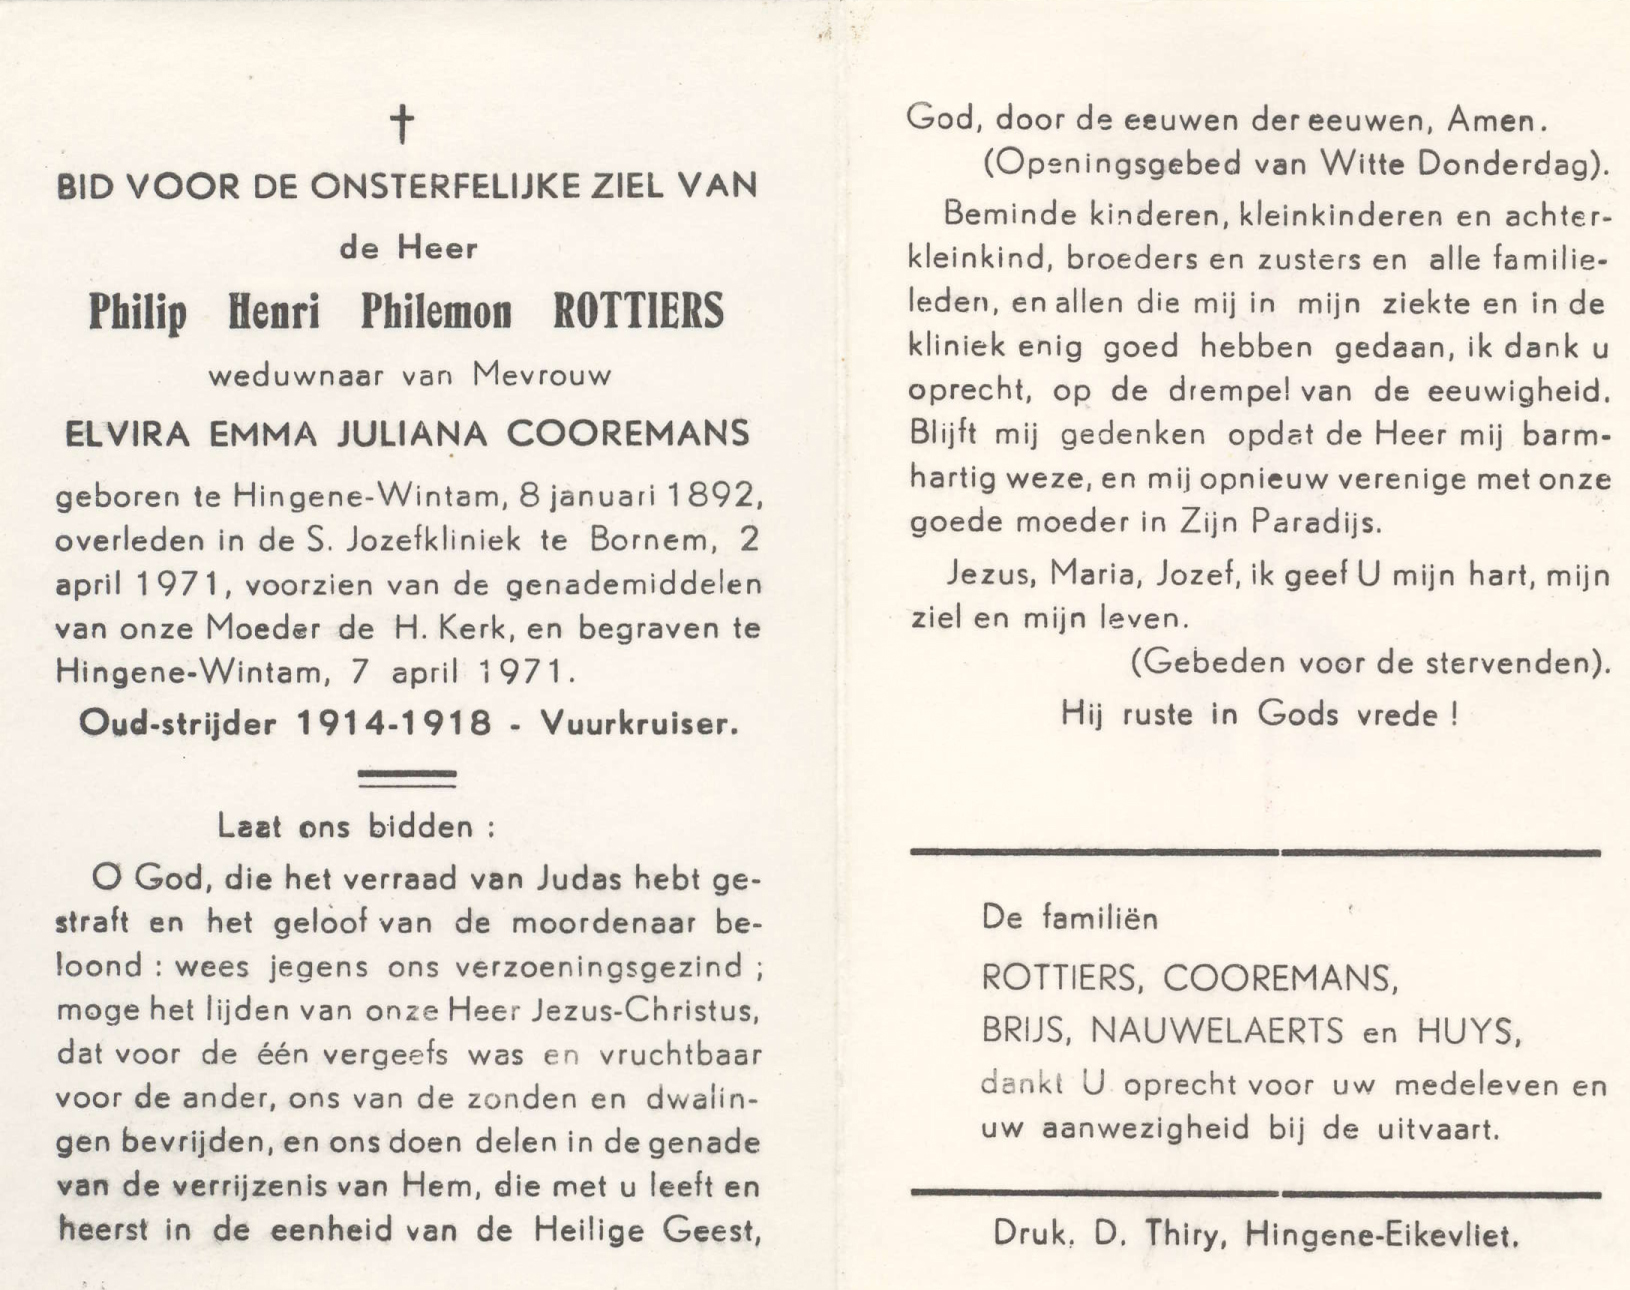 BID VOOR DE ONSTERFELIJKE ZIEL VAN
de Heer
Philip Henri Philemon ROTTIERS
weduwnaar van Mevrouw
ELVIRA EMMA JULIANA COOREMANS
geboren te Hingene-Wintam, 8 januari 1892,
overleden in de S. Jozefkliniek te Bornem, 2
april 1971, voorzien van de genademiddelen
van onze Moeder de H. Kerk, en begraven te
Hingene-Wintam, 7 april 1971.
Oud-strijder 1914-1918 - Vuurkruiser.
Laat ons bidden :
O God, die het verraad van Judas hebt ge-
straft en het geloof van de moordenaar be-
loond : wees jegens ons verzoeningsgezind ;
moge het lijden van onze Heer Jezus-Christus,
dat voor de één vergeefs was en vruchtbaar
voor de ander, ons van de zonden en dwalin-
gen bevrijden, en ons doen delen in de genade
van de verrijzenis van Hem, die met u leeft en
heerst in de eenheid van de Heilige Geest,
God, door de eeuwen der eeuwen, Amen.
(Openingsgebed van Witte Donderdag).
Beminde kinderen, kleinkinderen en achter-
kleinkind, broeders en zusters en alle familie-
leden, en allen die mij in mijn ziekte en in de
kliniek enig goed hebben gedaan, ik dank u
oprecht, op de drempel van de eeuwigheid.
Blijft mij gedenken opdat de Heer mij barm-
hartig weze, en mij opnieuw verenige met onze
goede moeder in Zijn Paradijs.
Jezus, Maria, Jozef, ik geef U mijn hart, mijn
ziel en mijn leven.
(Gebeden voor de stervenden).
Hij ruste in Gods vrede !
De familiën
ROTTIERS, COOREMANS,
BRIJS, NAUWELAERTS en HUYS,
dankt U oprecht voor uw medeleven en
uw aanwezigheid bij de uitvaart.
Druk. D. Thiry, Hingene-Eikevliet.